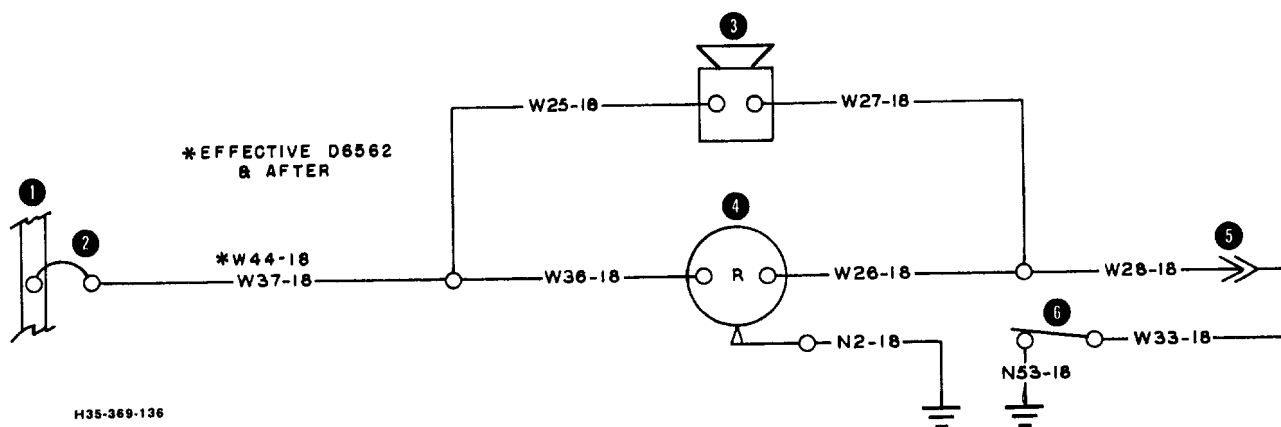 3
W25-18
W27-18
*EFFECTIVE D6562
& AFTER
1
2
4
5
*W44-18
W37-18
W36-18
R
W26-18
W28-18
6
N2-18
W33-18
N53-18
H35-369-136